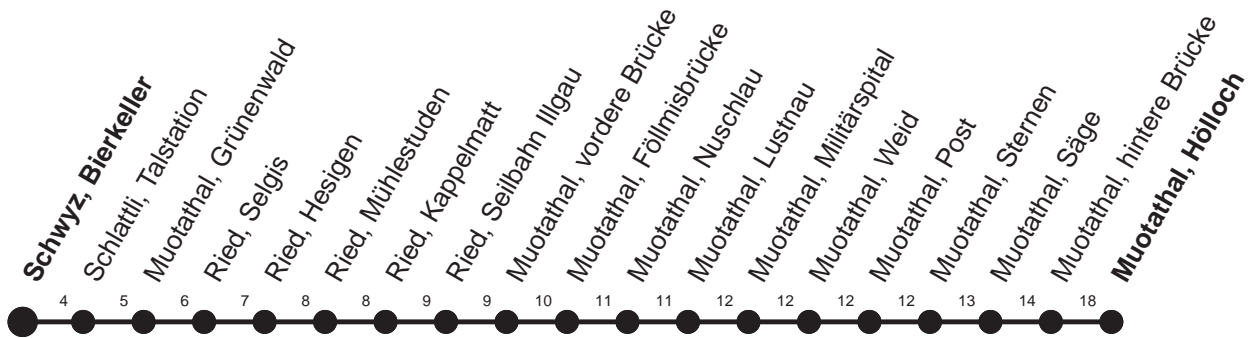 Schwyz, Bierkeller
Schlattli, Talstation
Muotathal, Grünenwald
Ried, Selgis
Ried, Hesigen
Ried, Mühlestuden
Ried, Kappelmatt
Ried, Seilbahn Illgau
Muotathal, vordere Brücke
Muotathal, Föllmisbrücke
Muotathal, Nuschlau
Muotathal, Lustnau
Muotathal, Militärspital
Muotathal, Weid
Muotathal, Post
Muotathal, Sternen
Muotathal, Säge
Muotathal, hintere Brücke
Muotathal, Hölloch
4 5 6 7 8 8 9 9 10 11 11 12 12 12 12 13 14 18